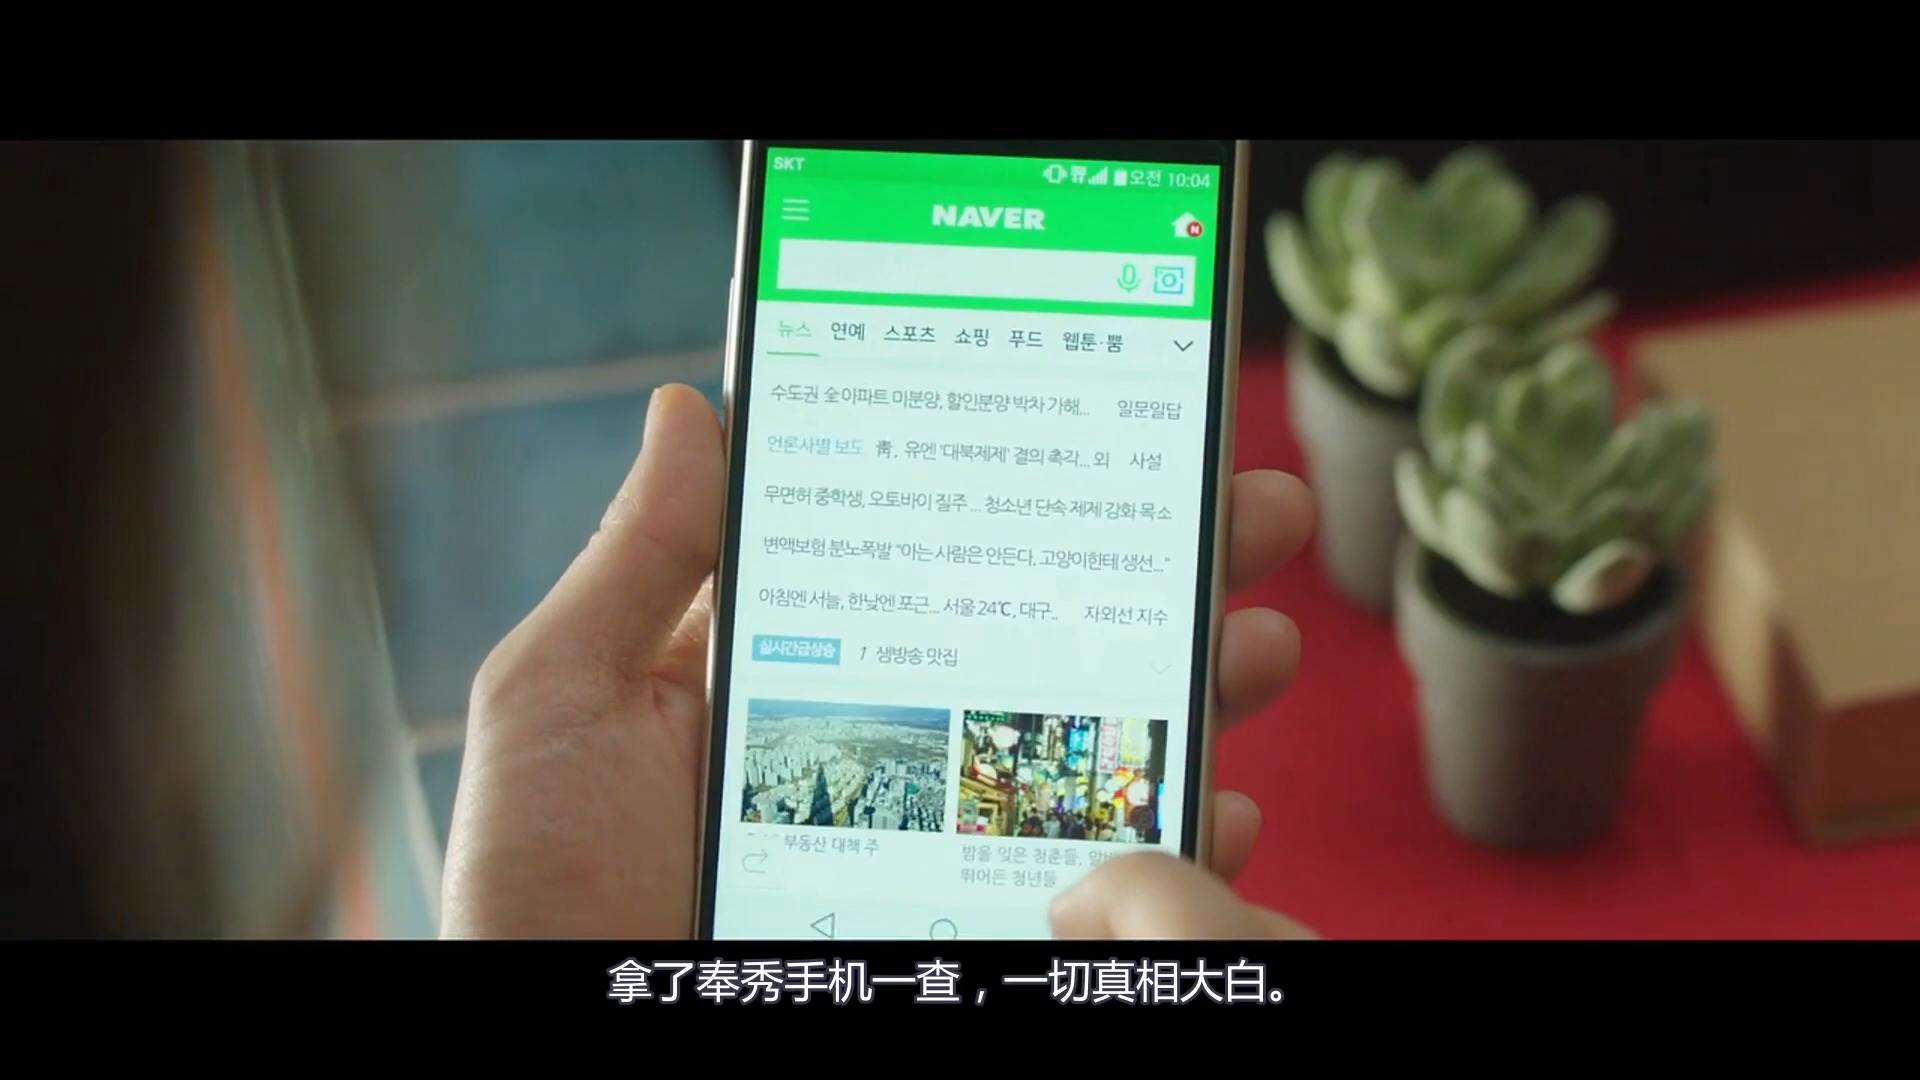 SKT 오전 10:04
NAVER
N
뉴스 연예 스포츠 쇼핑 푸드 웹툰·뿜
수도권 全 아파트 미분양, 할인분양 박차 가해... 일문일답
언론사별 보도 靑, 유엔 '대북제제' 결의 촉각... 외 사설
무면허 중학생, 오토바이 질주... 청소년 단속 제제 강화 목소
변액보험 분노폭발 "아는 사람은 안든다, 고양이한테 생선..."
아침엔 서늘, 한낮엔 포근... 서울 24℃, 대구.. 자외선 지수
실시간급상승 1 생방송 맛집
부동산 대책 주
밤을 잊은 청춘들,
뛰어든 청년들
拿了奉秀手机一查，一切真相大白。